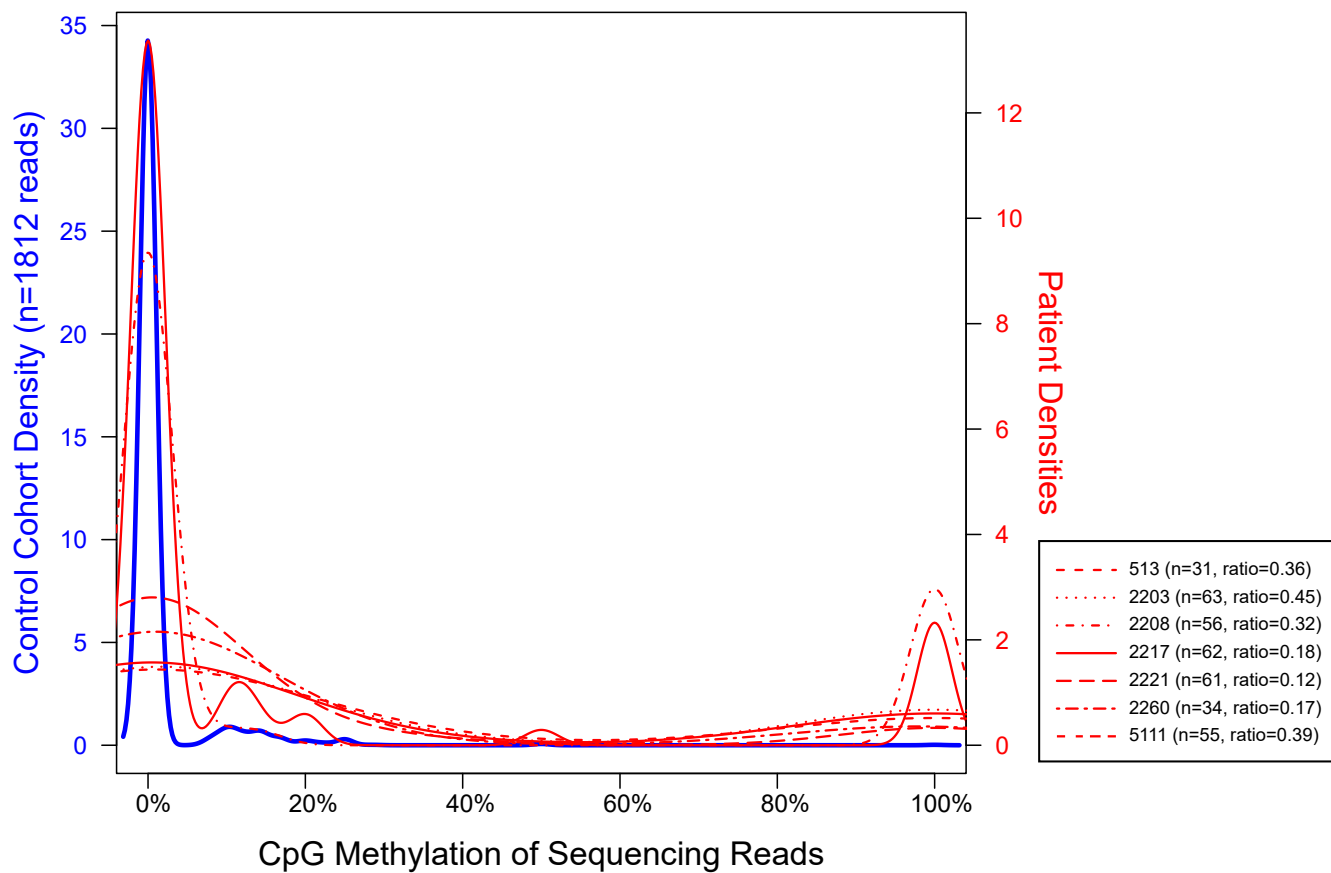 35
30
25
20
15
10
5
0
Control Cohort Density (n=1812 reads)
12
10
8
6
4
2
0
Patient Densities
0%
20%
40%
60%
80%
100%
CpG Methylation of Sequencing Reads
513 (n=31, ratio=0.36)
2203 (n=63, ratio=0.45)
2208 (n=56, ratio=0.32)
2217 (n=62, ratio=0.18)
2221 (n=61, ratio=0.12)
2260 (n=34, ratio=0.17)
5111 (n=55, ratio=0.39)